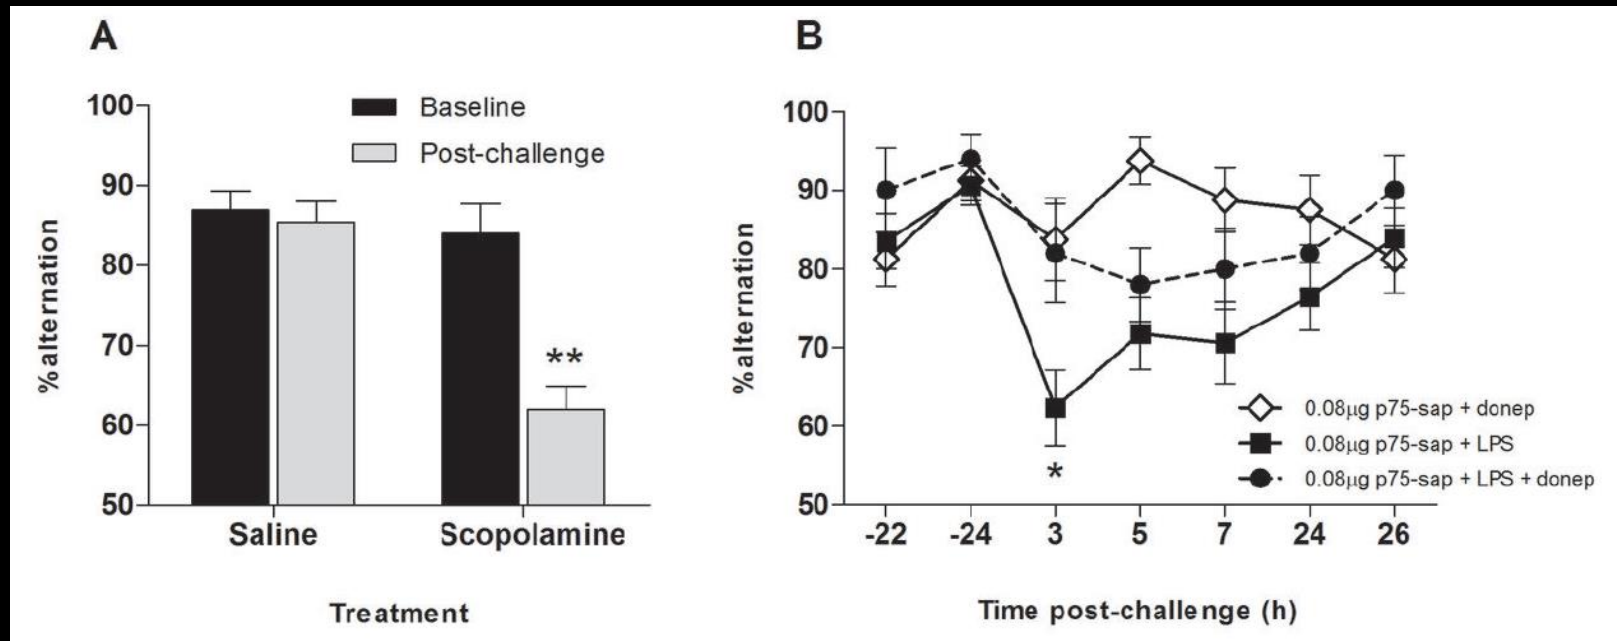 A
100
90
80
70
60
50
%alternation
Baseline
Post-challenge
**
Saline
Scopolamine
Treatment
B
100
90
80
70
60
50
%alternation
*
0.08µg p75-sap + donep
0.08µg p75-sap + LPS
0.08µg p75-sap + LPS + donep
-22 -24 3 5 7 24 26
Time post-challenge (h)